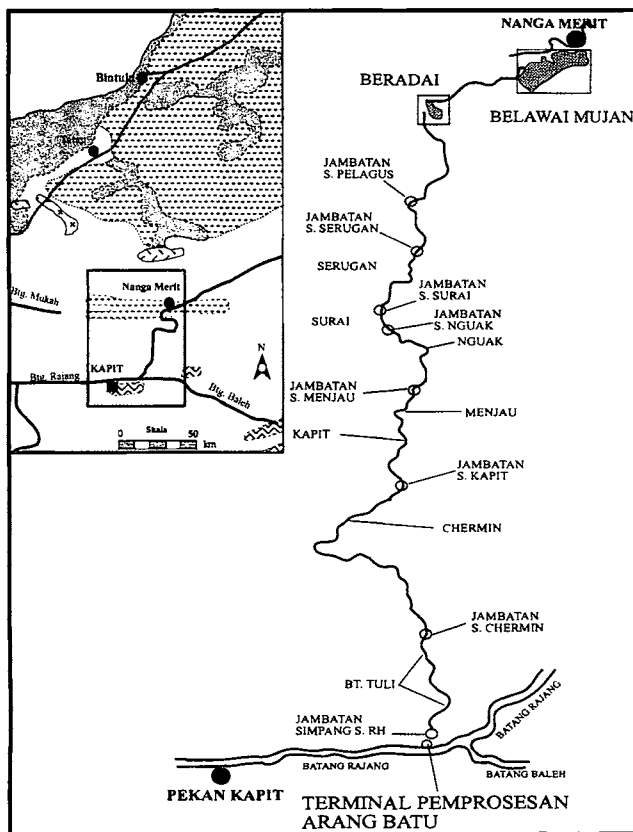 Bintulu
Btg. Mukah
Nanga Merit
Btg. Rajang
KAPIT
Btg. Baleh
N
0 Skala 50
km
NANGA MERIT
BERADAI
BELAWAI MUJAN
JAMBATAN
S. PELAGUS
JAMBATAN
S. SERUGAN
SERUGAN
JAMBATAN
S. SURAI
SURAI
JAMBATAN
S. NGUAK
NGUAK
JAMBATAN
S. MENJAU
MENJAU
KAPIT
JAMBATAN
S. KAPIT
CHERMIN
JAMBATAN
S. CHERMIN
BT. TULI
JAMBATAN
SIMPANG S. RH
BATANG RAJANG
BATANG RAJANG
BATANG BALEH
PEKAN KAPIT
TERMINAL PEMPROSESAN
ARANG BATU